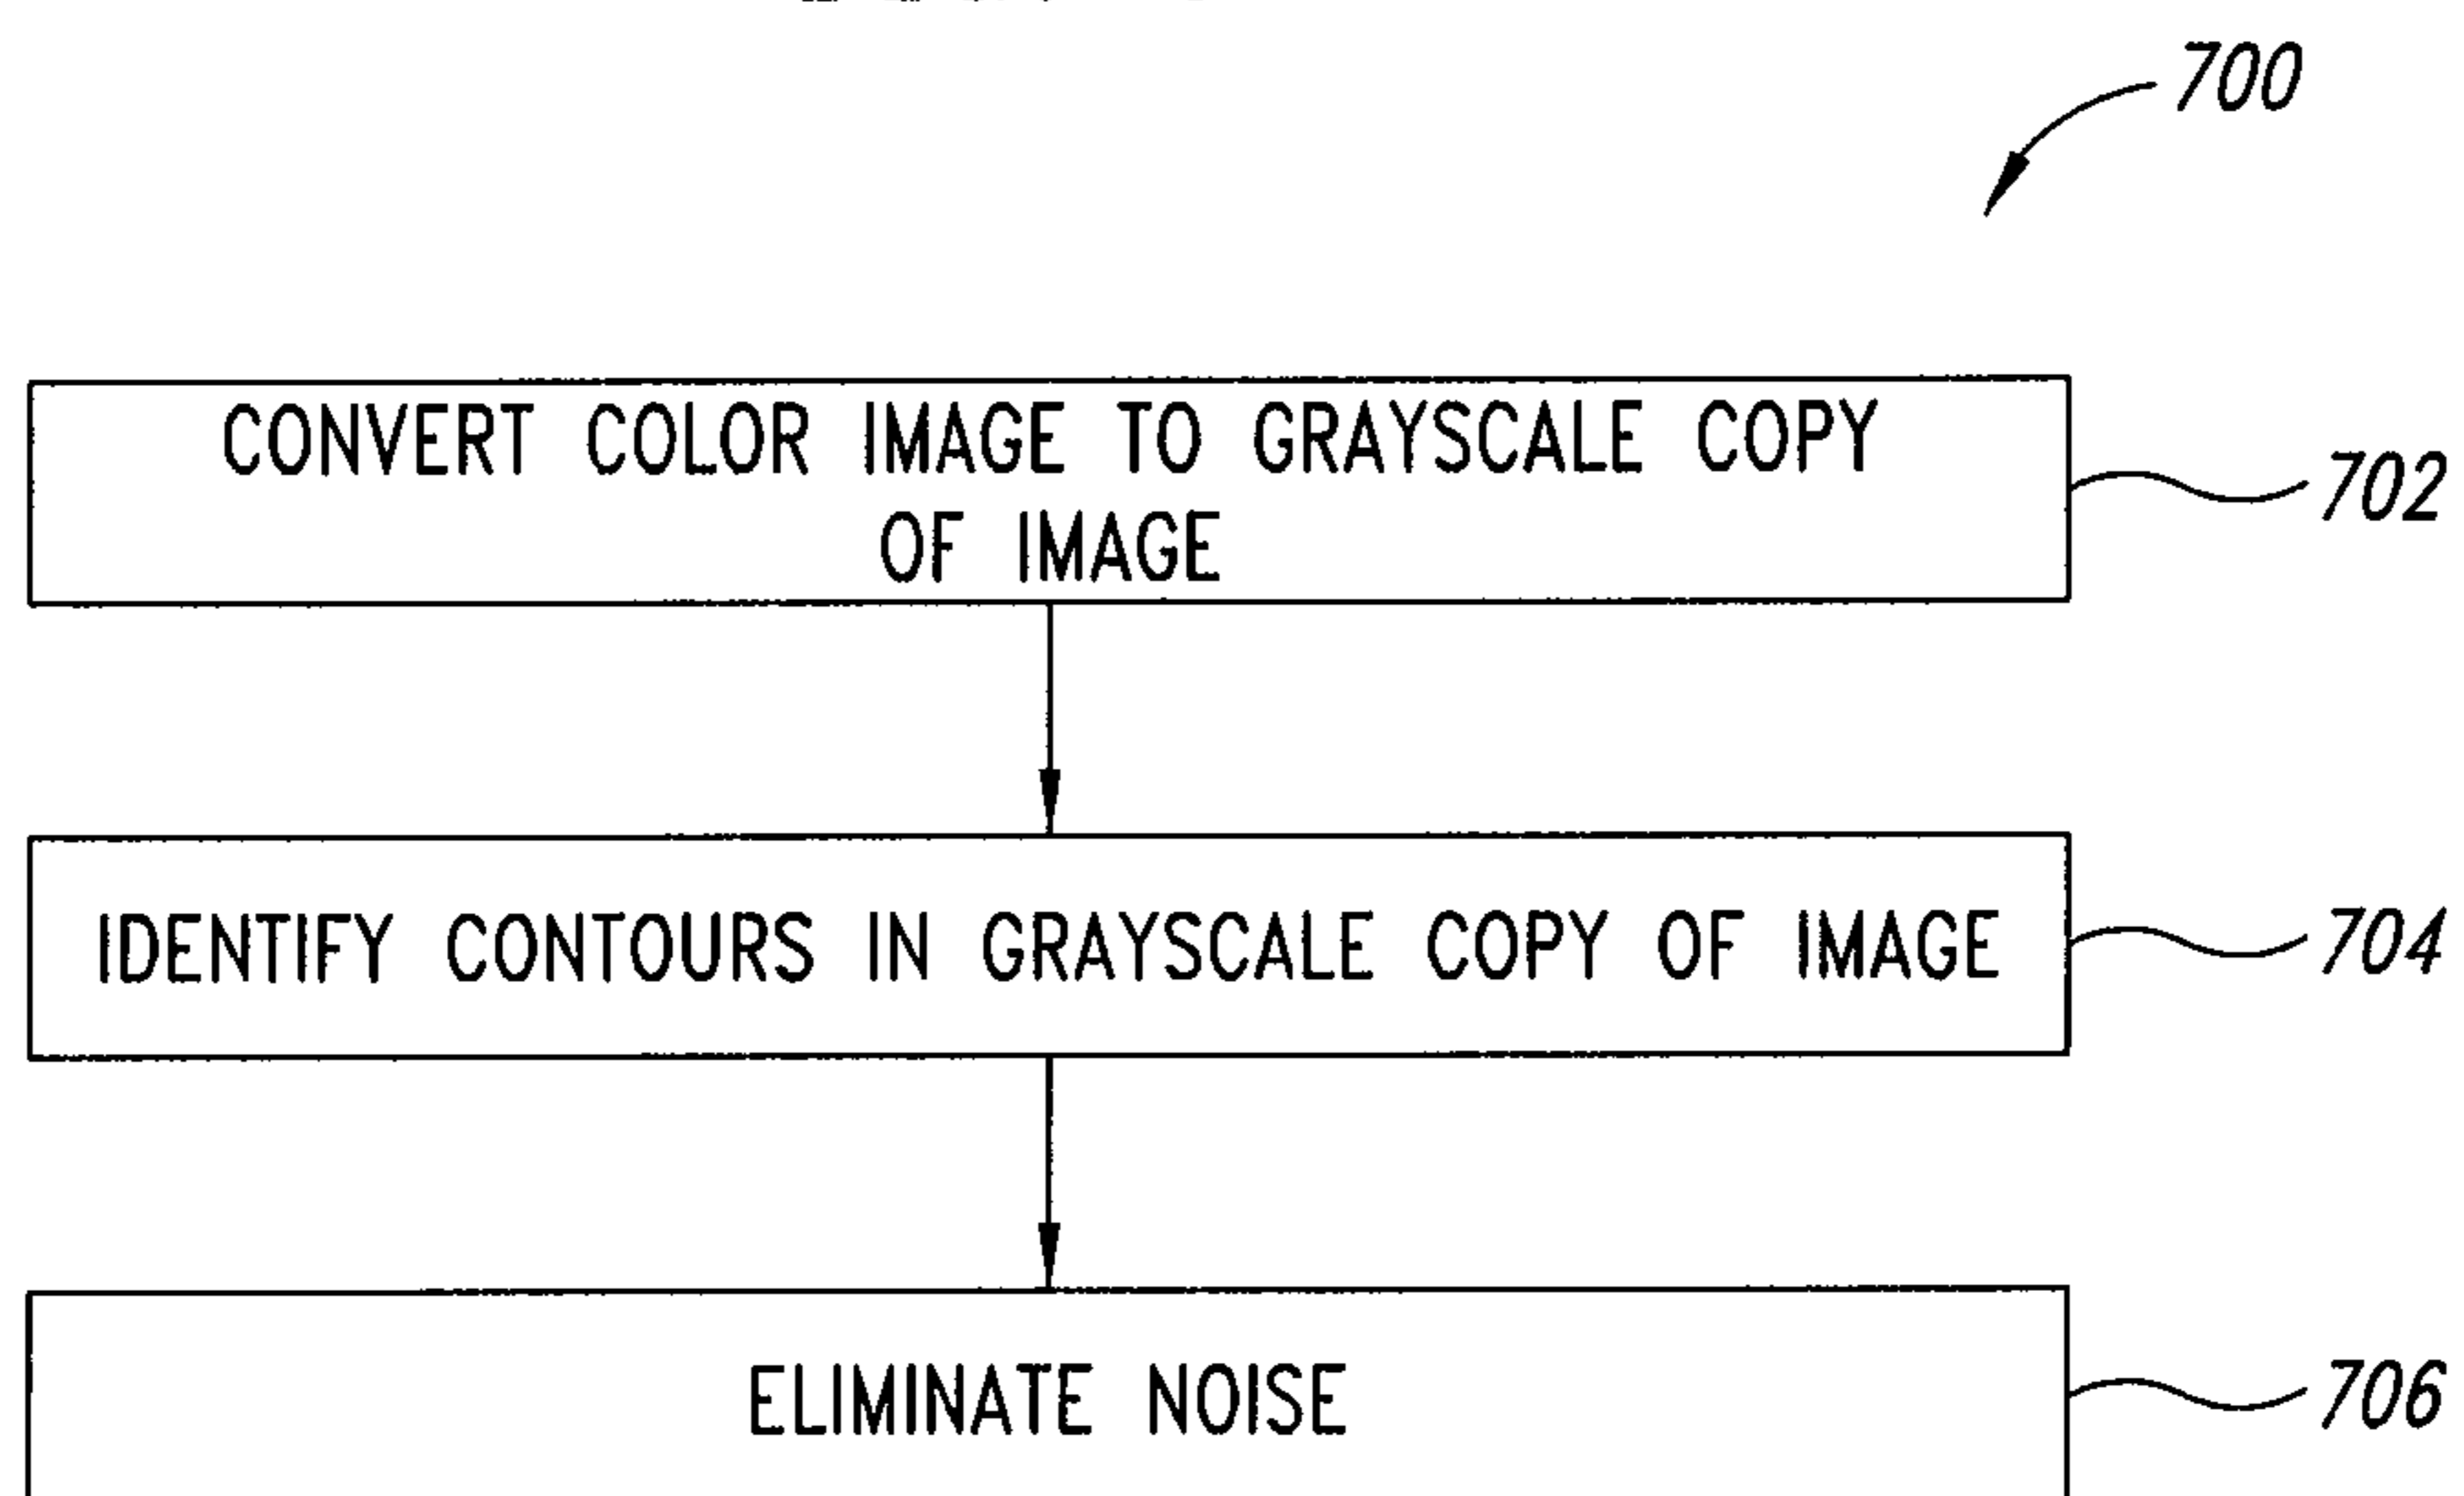 700
CONVERT COLOR IMAGE TO GRAYSCALE COPY
OF IMAGE
702
IDENTIFY CONTOURS IN GRAYSCALE COPY OF IMAGE
704
ELIMINATE NOISE
706